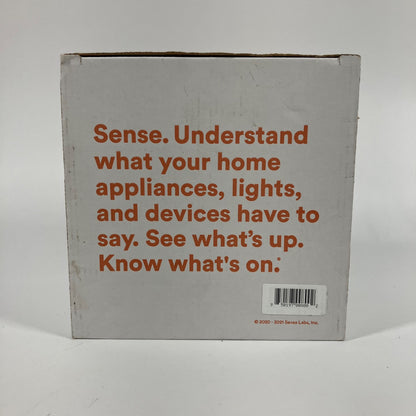 Sense. Understand
what your home
appliances, lights,
and devices have to
say. See what's up.
Know what's on.
© 2020 - 2021 Sense Labs, Inc.